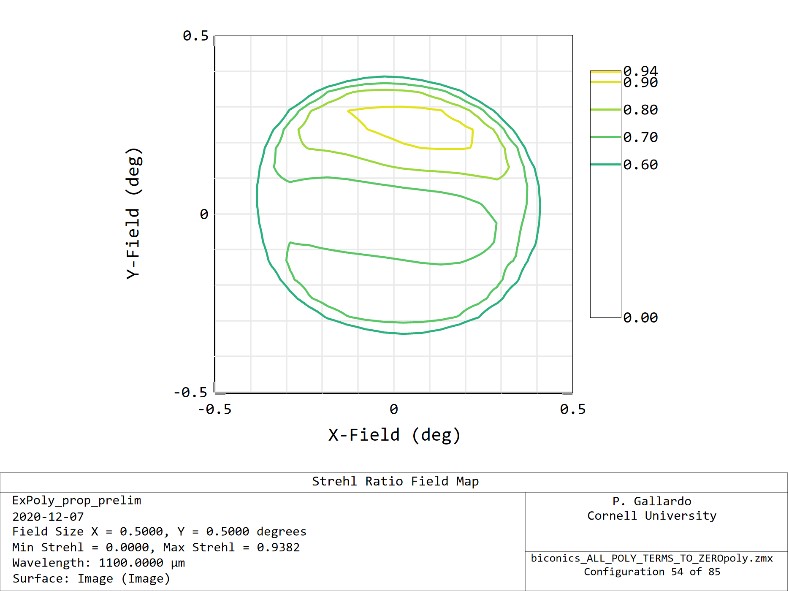 0.5
0
-0.5
-0.5
0
0.5
Y-Field (deg)
X-Field (deg)
0.94
0.90
0.80
0.70
0.60
0.00
Strehl Ratio Field Map
ExPoly_prop_prelim
2020-12-07
Field Size X = 0.5000, Y = 0.5000 degrees
Min Strehl = 0.0000, Max Strehl = 0.9382
Wavelength: 1100.0000 µm
Surface: Image (Image)
P. Gallardo
Cornell University
biconics_ALL_POLY_TERMS_TO_ZEROpoly.zmx
Configuration 54 of 85